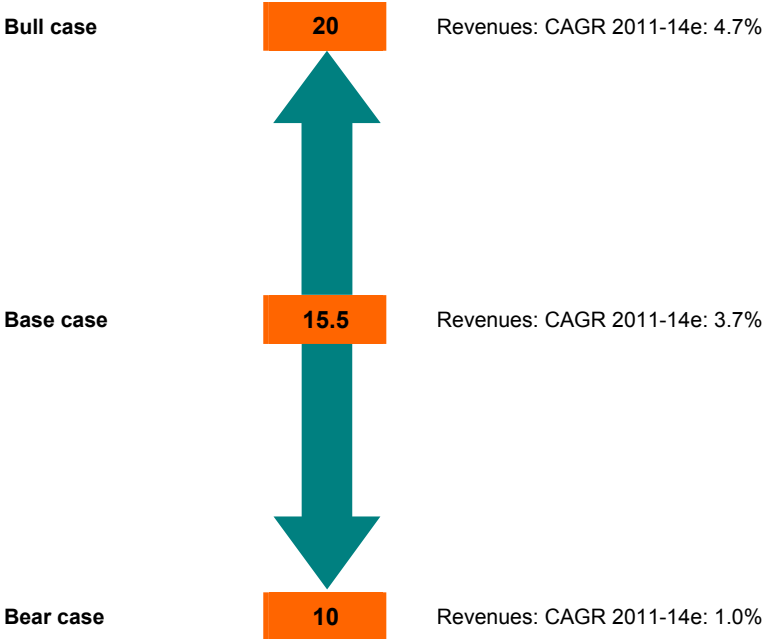 Bull case 20 Revenues: CAGR 2011-14e: 4.7%
Base case 15.5 Revenues: CAGR 2011-14e: 3.7%
Bear case 10 Revenues: CAGR 2011-14e: 1.0%